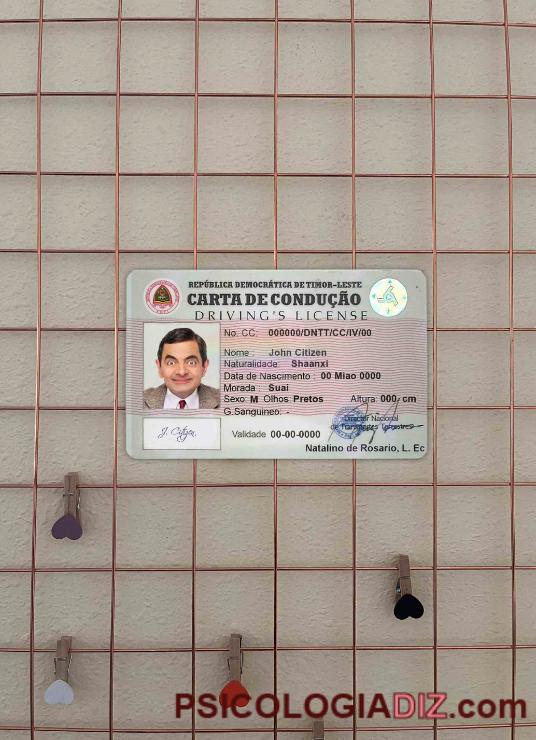 REPÚBLICA DEMOCRÁTICA DE TIMOR-LESTE
CARTA DE CONDUÇÃO
DRIVING'S LICENSE
No. CC: 000000/DNTT/CC/IV/00
Nome : John Citizen
Naturalidade: Shaanxi
Data de Nascimento : 00 Miao 0000
Morada : Suai
Sexo: M Olhos: Pretos Altura: 000, cm
G.Sanguineo: -
J. Citizen
Validade 00-00-0000
Director Nacional
de Transportes Terrestres
Natalino de Rosario, L. Ec
PSICOLOGIADIZ.com